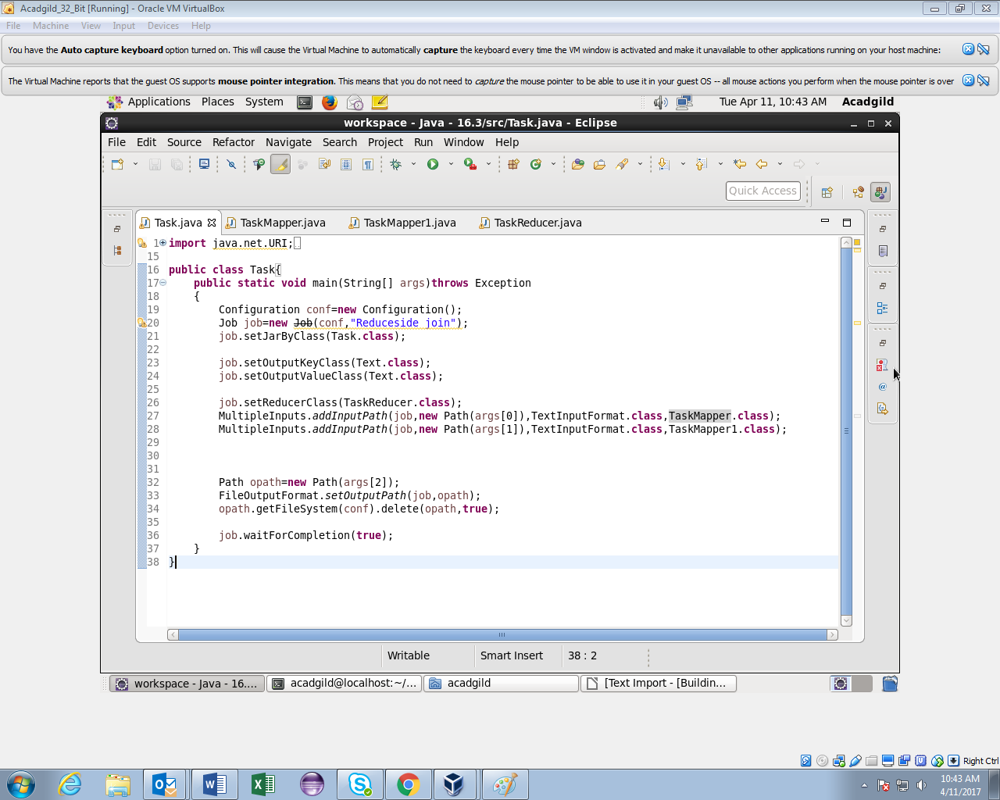 Acadgild_32_Bit [Running] - Oracle VM VirtualBox
File Machine View Input Devices Help
You have the Auto capture keyboard option turned on. This will cause the Virtual Machine to automatically capture the keyboard every time the VM window is activated and make it unavailable to other applications running on your host machine:
The Virtual Machine reports that the guest OS supports mouse pointer integration. This means that you do not need to capture the mouse pointer to be able to use it in your guest OS -- all mouse actions you perform when the mouse pointer is over
Applications Places System Tue Apr 11, 10:43 AM Acadgild
workspace - Java - 16.3/src/Task.java - Eclipse
File Edit Source Refactor Navigate Search Project Run Window Help
Quick Access
Task.java TaskMapper.java TaskMapper1.java TaskReducer.java
1 import java.net.URI;
15
16 public class Task{
17 public static void main(String[] args)throws Exception
18 {
19 Configuration conf=new Configuration();
20 Job job=new Job(conf,"Reduceside join");
21 job.setJarByClass(Task.class);
22
23 job.setOutputKeyClass(Text.class);
24 job.setOutputValueClass(Text.class);
25
26 job.setReducerClass(TaskReducer.class);
27 MultipleInputs.addInputPath(job,new Path(args[0]),TextInputFormat.class,TaskMapper.class);
28 MultipleInputs.addInputPath(job,new Path(args[1]),TextInputFormat.class,TaskMapper1.class);
29
30
31
32 Path opath=new Path(args[2]);
33 FileOutputFormat.setOutputPath(job,opath);
34 opath.getFileSystem(conf).delete(opath,true);
35
36 job.waitForCompletion(true);
37 }
38 }
Writable Smart Insert 38 : 2
workspace - Java - 16.... acadgild@localhost:~/... acadgild [Text Import - [Buildin...
Right Ctrl
10:43 AM
4/11/2017